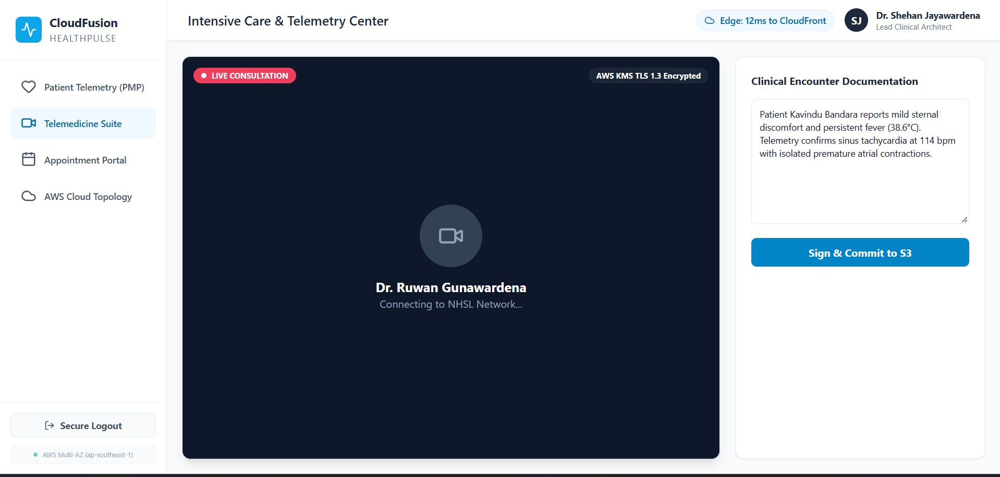 CloudFusion
HEALTHPULSE
Patient Telemetry (PMP)
Telemedicine Suite
Appointment Portal
AWS Cloud Topology
Secure Logout
AWS Multi-AZ (ap-southeast-1)
Intensive Care & Telemetry Center
Edge: 12ms to CloudFront
SJ
Dr. Shehan Jayawardena
Lead Clinical Architect
LIVE CONSULTATION
AWS KMS TLS 1.3 Encrypted
Dr. Ruwan Gunawardena
Connecting to NHSL Network...
Clinical Encounter Documentation
Patient Kavindu Bandara reports mild sternal
discomfort and persistent fever (38.6°C).
Telemetry confirms sinus tachycardia at 114 bpm
with isolated premature atrial contractions.
Sign & Commit to S3